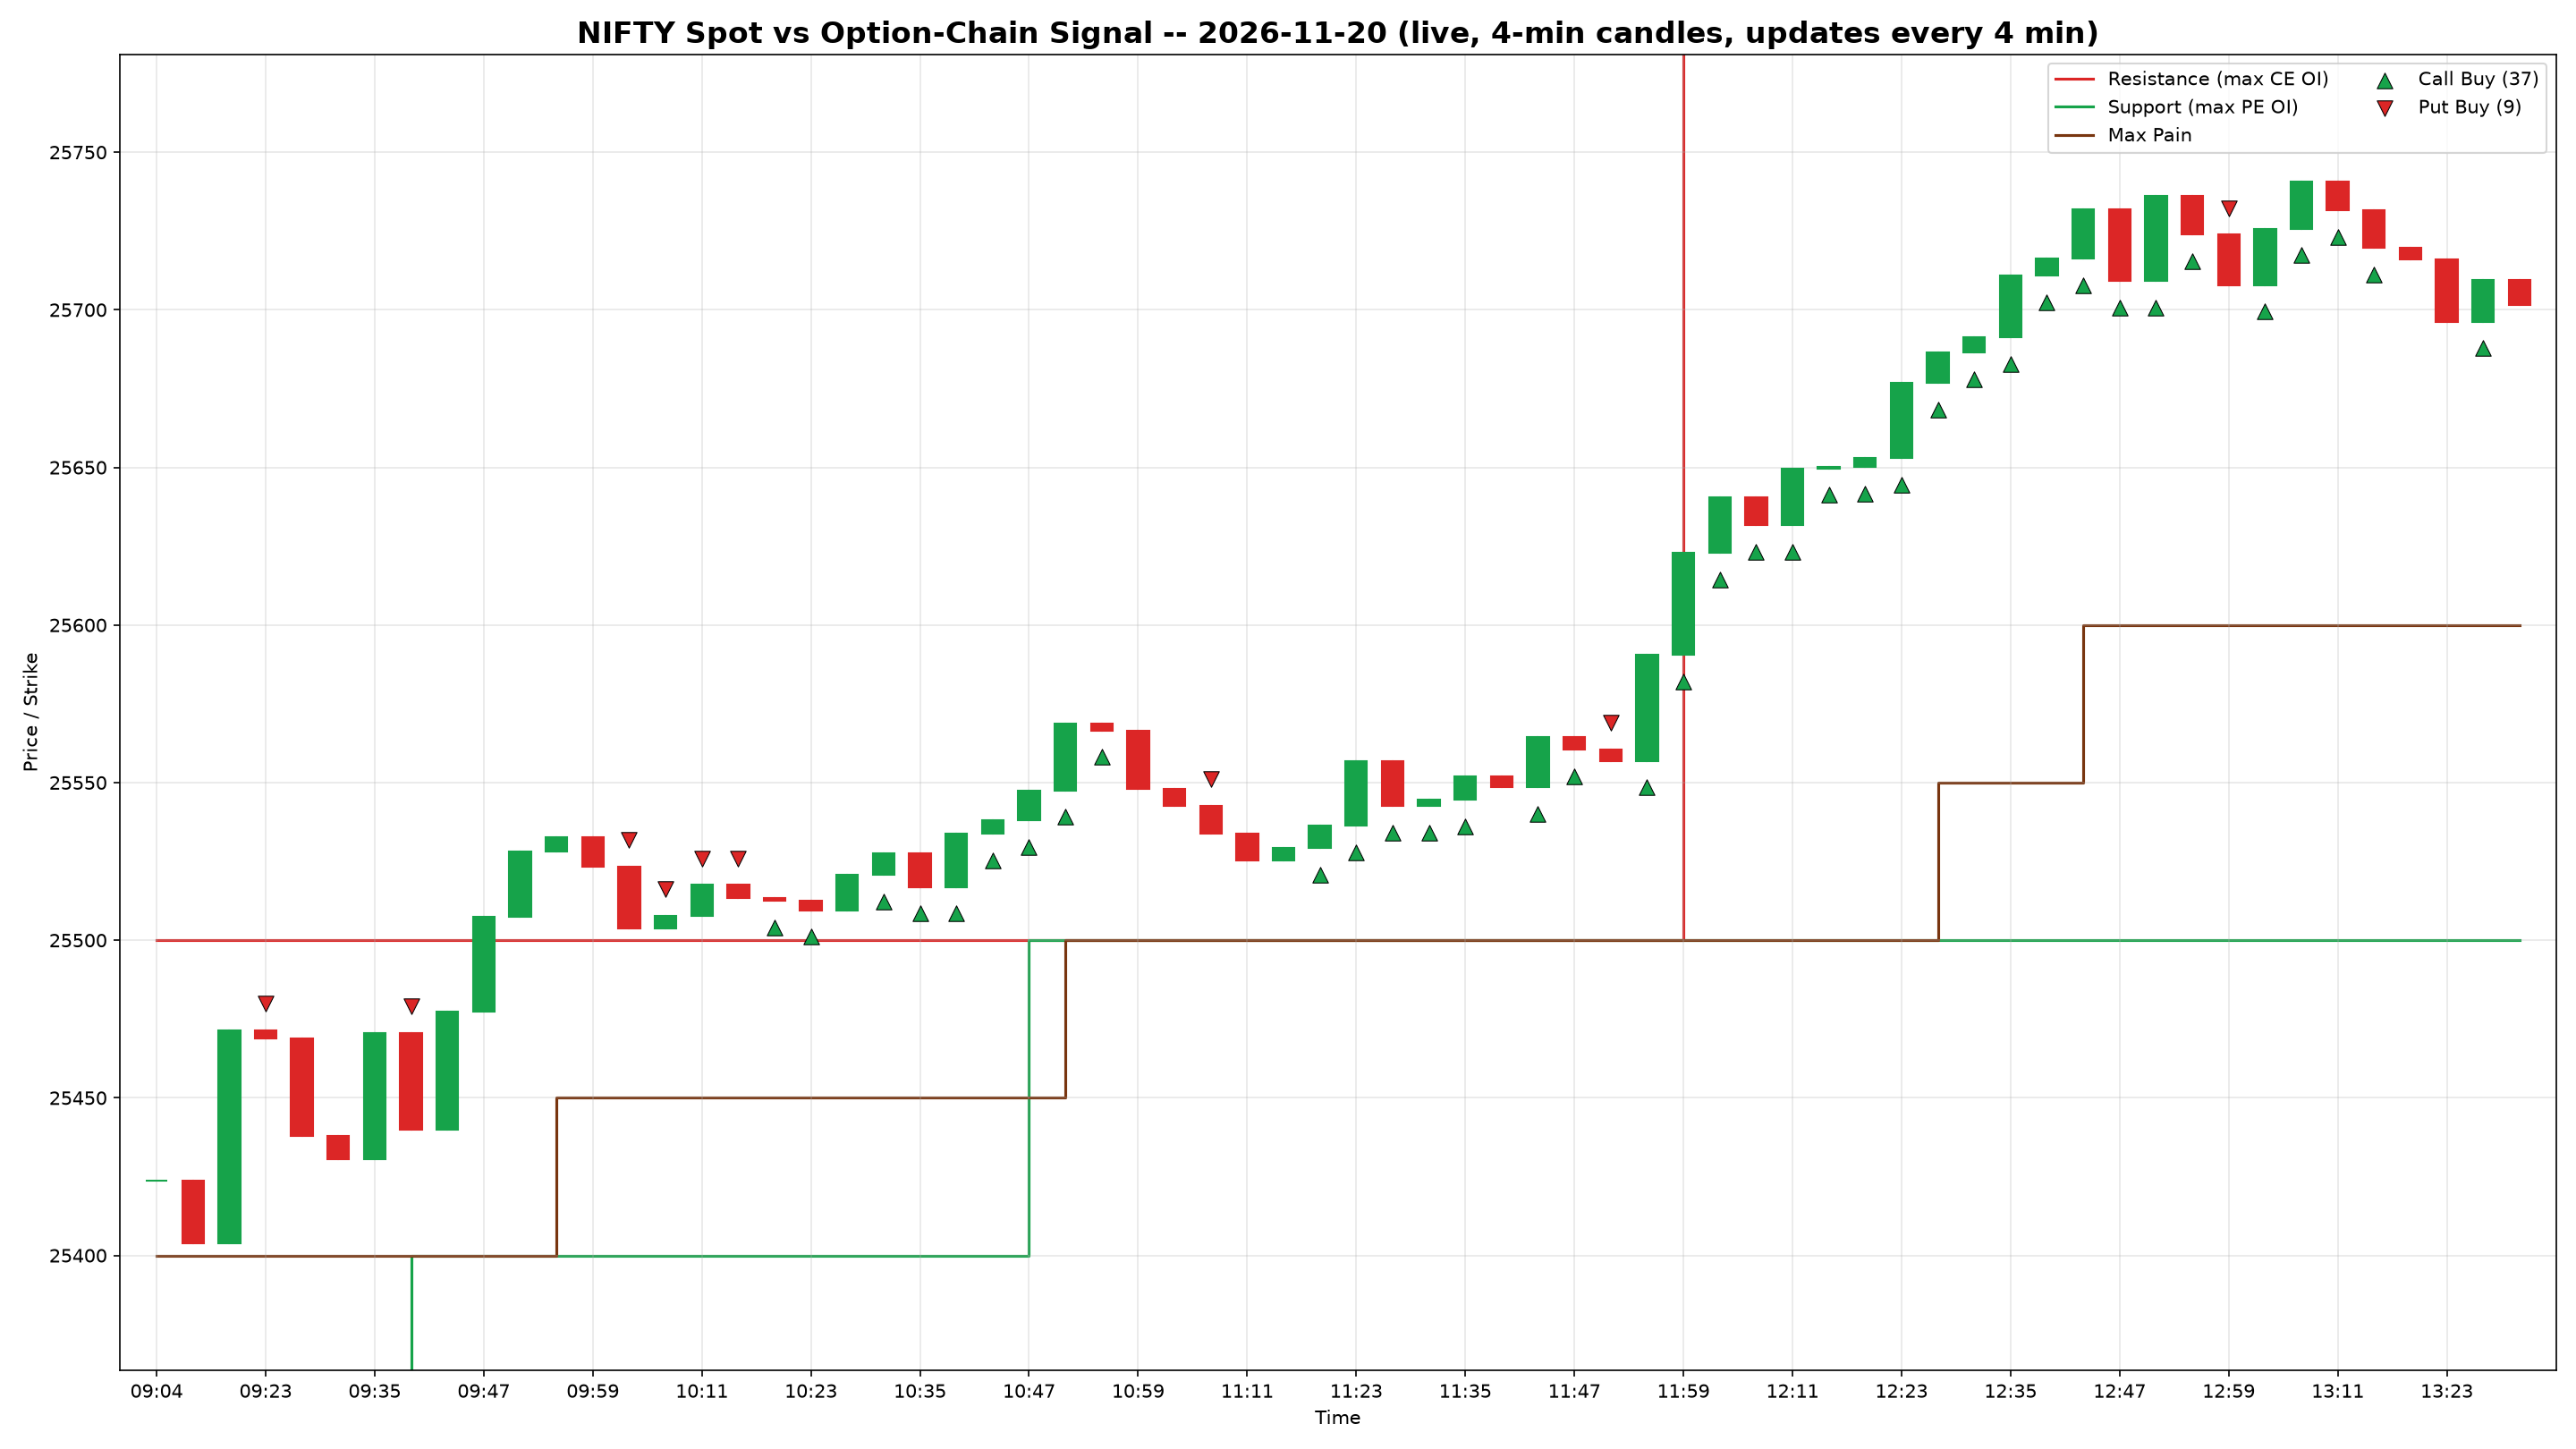 NIFTY Spot vs Option-Chain Signal -- 2026-11-20 (live, 4-min candles, updates every 4 min)
Resistance (max CE OI)
Support (max PE OI)
Max Pain
Call Buy (37)
Put Buy (9)
Price / Strike
25750
25700
25650
25600
25550
25500
25450
25400
09:04 09:23 09:35 09:47 09:59 10:11 10:23 10:35 10:47 10:59 11:11 11:23 11:35 11:47 11:59 12:11 12:23 12:35 12:47 12:59 13:11 13:23
Time